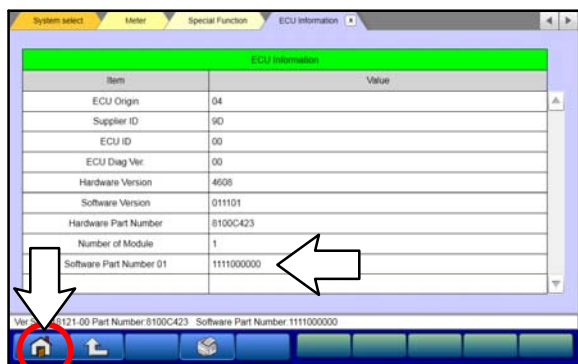 System select Meter Special Function ECU Information x
ECU Information
Item Value
ECU Origin 04
Supplier ID 9D
ECU ID 00
ECU Diag Ver. 00
Hardware Version 4608
Software Version 011101
Hardware Part Number 8100C423
Number of Module 1
Software Part Number 01 1111000000
8121-00 Part Number:8100C423 Software Part Number:1111000000